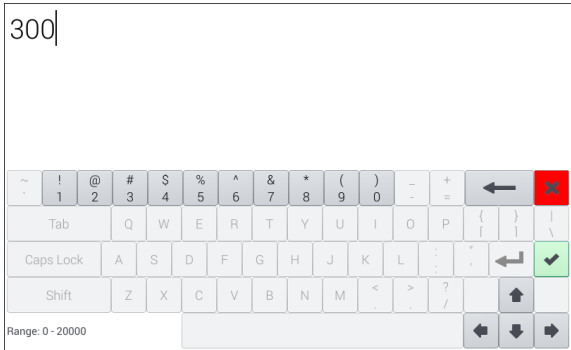 300
~ ! @ # $ % ^ & * ( ) _ +
` 1 2 3 4 5 6 7 8 9 0 - =
Tab Q W E R T Y U I O P { } |
[ ] \
Caps Lock A S D F G H J K L : "
; '
Shift Z X C V B N M < > ?
, . /
Range: 0 - 20000